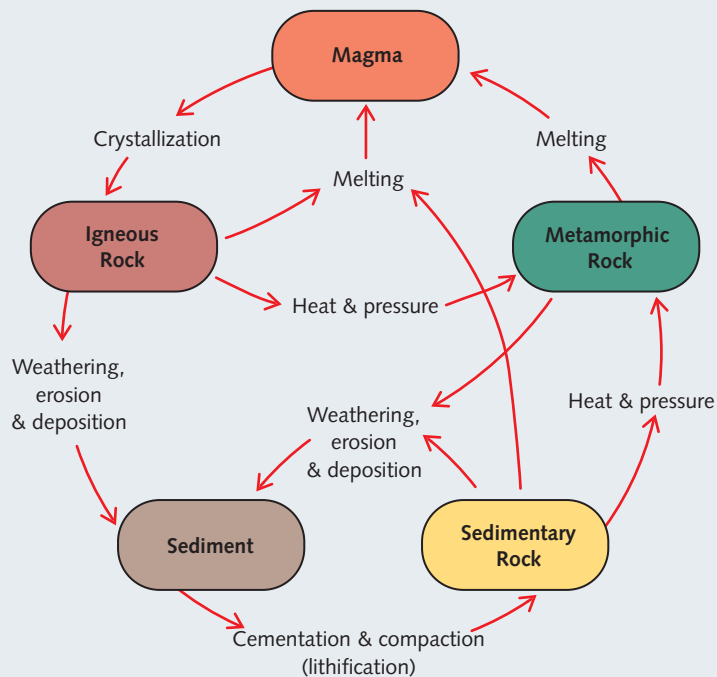 Magma
Crystallization
Melting
Melting
Igneous
Rock
Metamorphic
Rock
Heat & pressure
Weathering,
erosion
& deposition
Heat & pressure
Weathering,
erosion
& deposition
Sediment
Sedimentary
Rock
Cementation & compaction
(lithification)